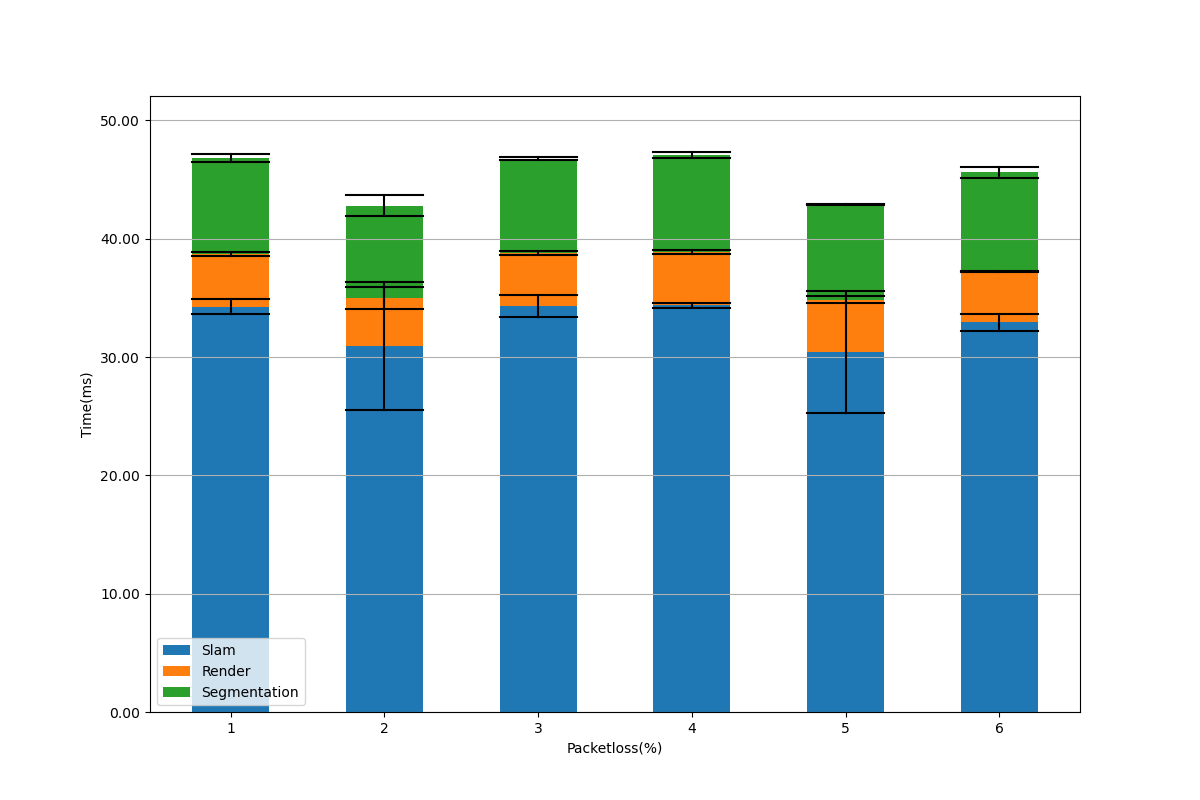 50.00
40.00
30.00
20.00
10.00
0.00
Time(ms)
Slam
Render
Segmentation
1 2 3 4 5 6
Packetloss(%)